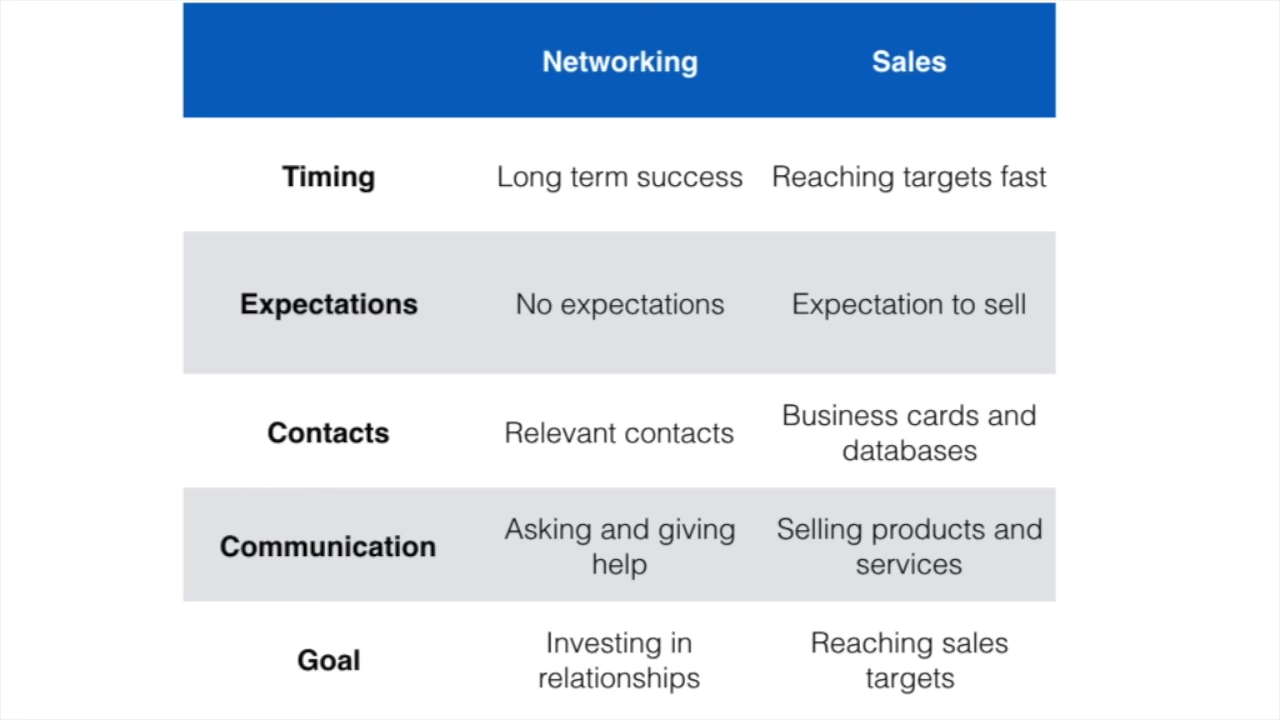 Networking Sales
Timing Long term success Reaching targets fast
Expectations No expectations Expectation to sell
Contacts Relevant contacts Business cards and
databases
Communication Asking and giving Selling products and
help services
Goal Investing in Reaching sales
relationships targets